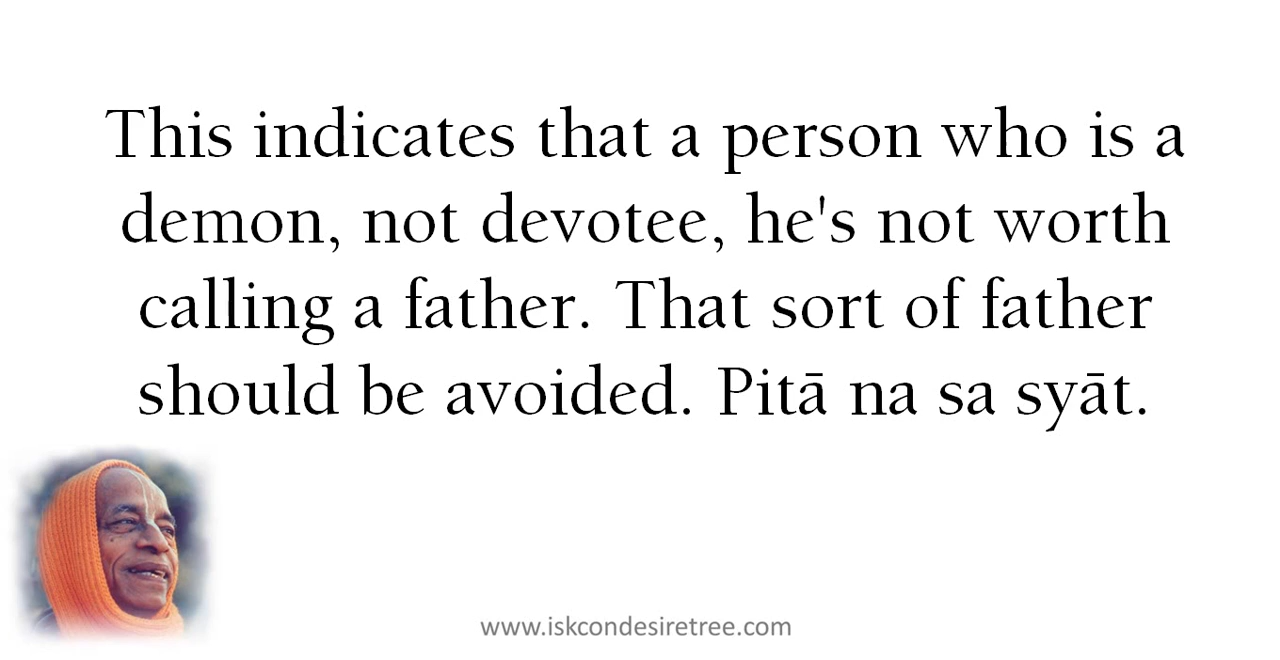 This indicates that a person who is a
demon, not devotee, he's not worth
calling a father. That sort of father
should be avoided. Pitā na sa syāt.
www.iskcondesiretree.com